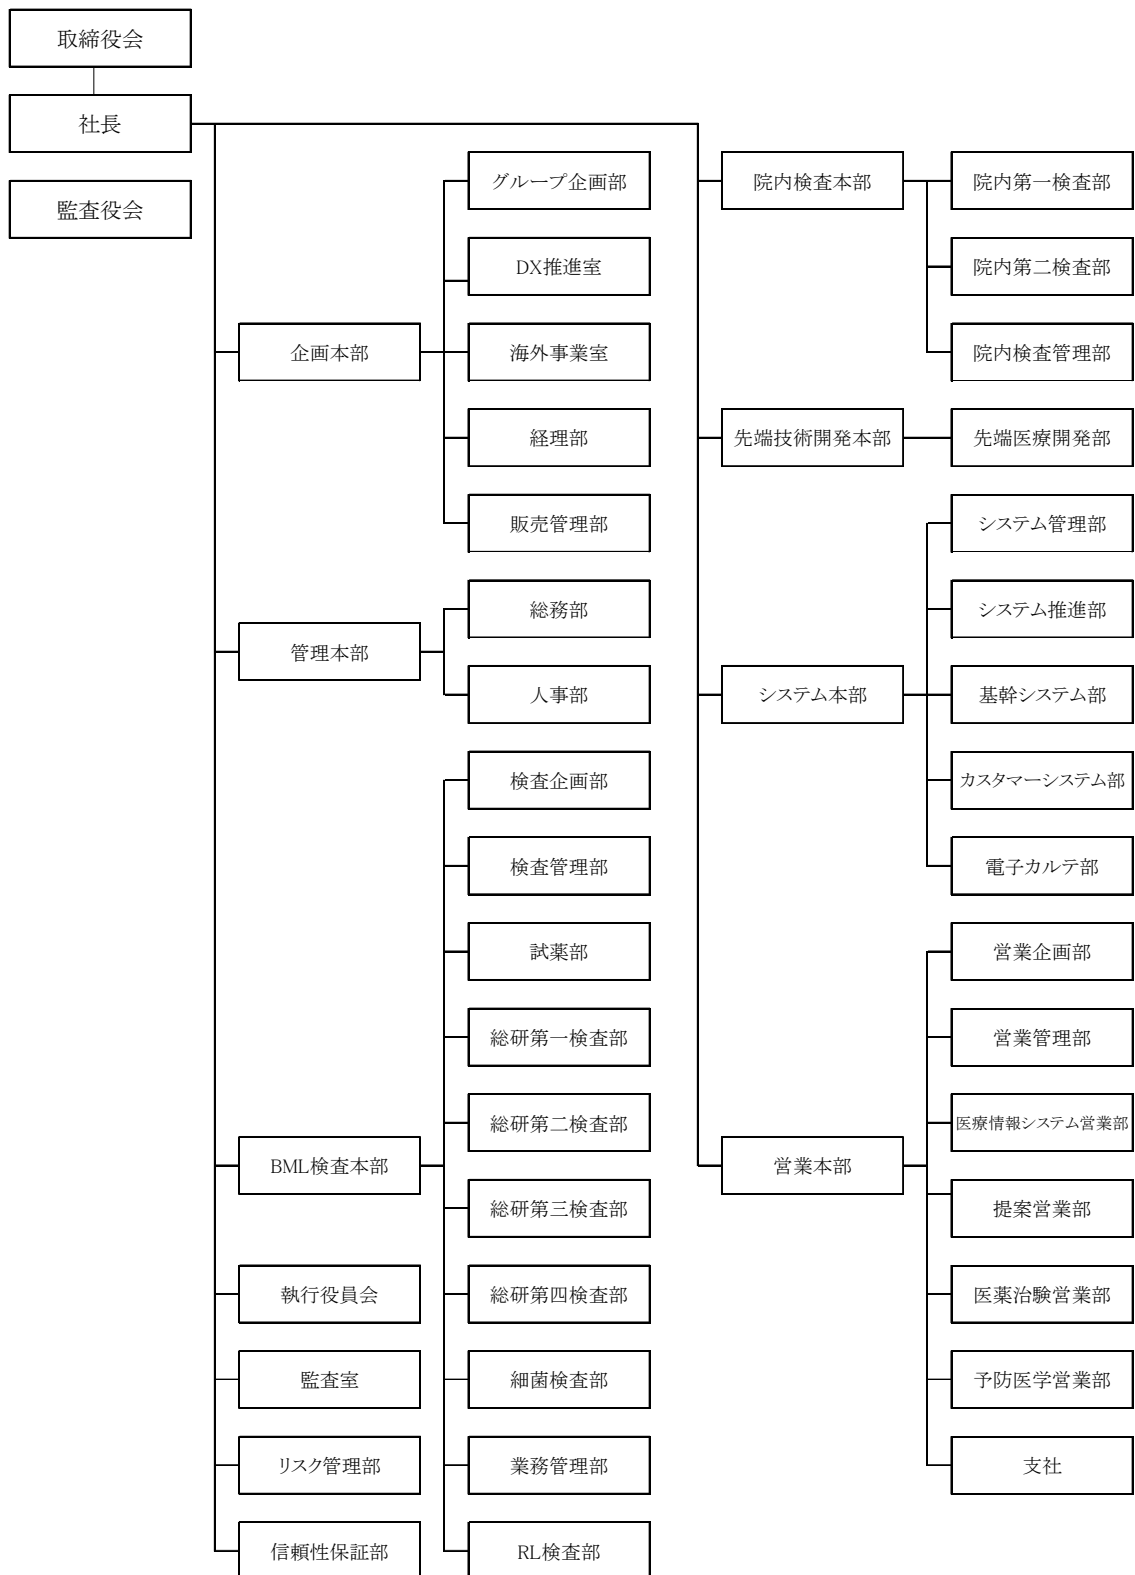 取締役会
社長
監査役会
企画本部
グループ企画部
DX推進室
海外事業室
経理部
販売管理部
管理本部
総務部
人事部
BML検査本部
検査企画部
検査管理部
試薬部
総研第一検査部
総研第二検査部
総研第三検査部
総研第四検査部
細菌検査部
業務管理部
RL検査部
執行役員会
監査室
リスク管理部
信頼性保証部
院内検査本部
院内第一検査部
院内第二検査部
院内検査管理部
先端技術開発本部
先端医療開発部
システム本部
システム管理部
システム推進部
基幹システム部
カスタマーシステム部
電子カルテ部
営業本部
営業企画部
営業管理部
医療情報システム営業部
提案営業部
医薬治験営業部
予防医学営業部
支社